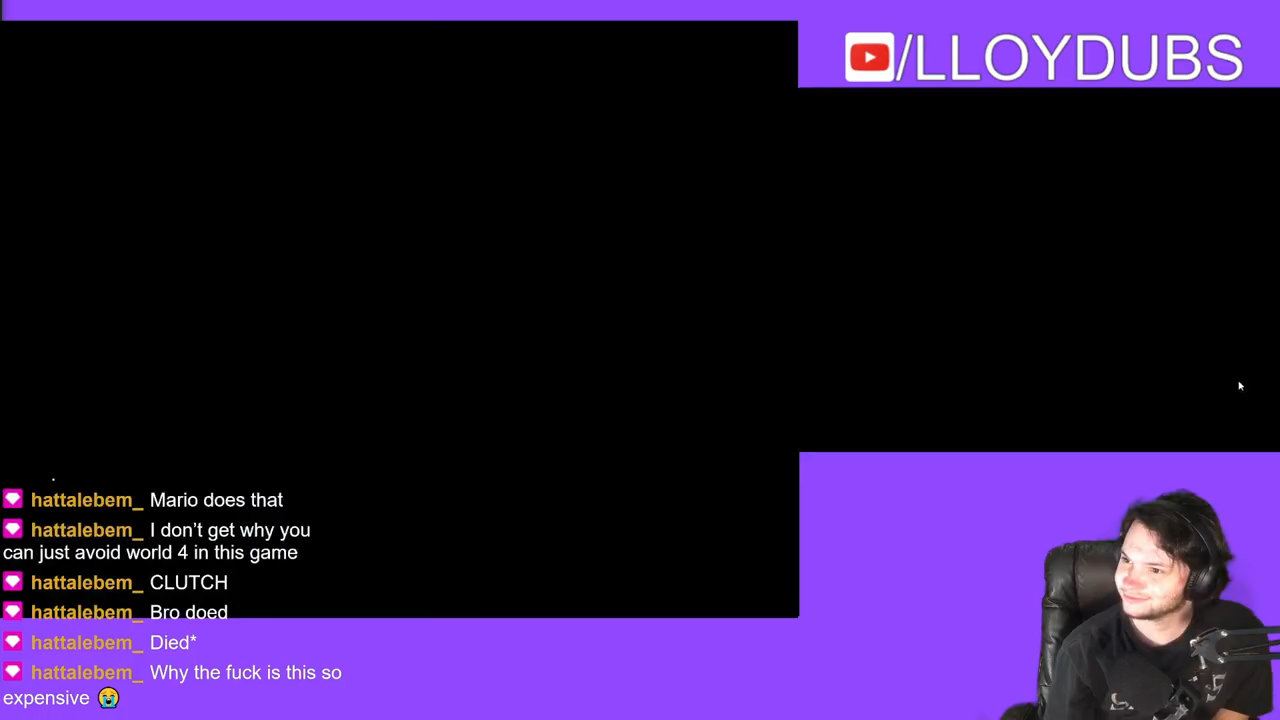 /LLOYDUBS
hattalebem_ Mario does that
hattalebem_ I don’t get why you
can just avoid world 4 in this game
hattalebem_ CLUTCH
hattalebem_ Bro doed
hattalebem_ Died*
hattalebem_ Why the fuck is this so
expensive 😭